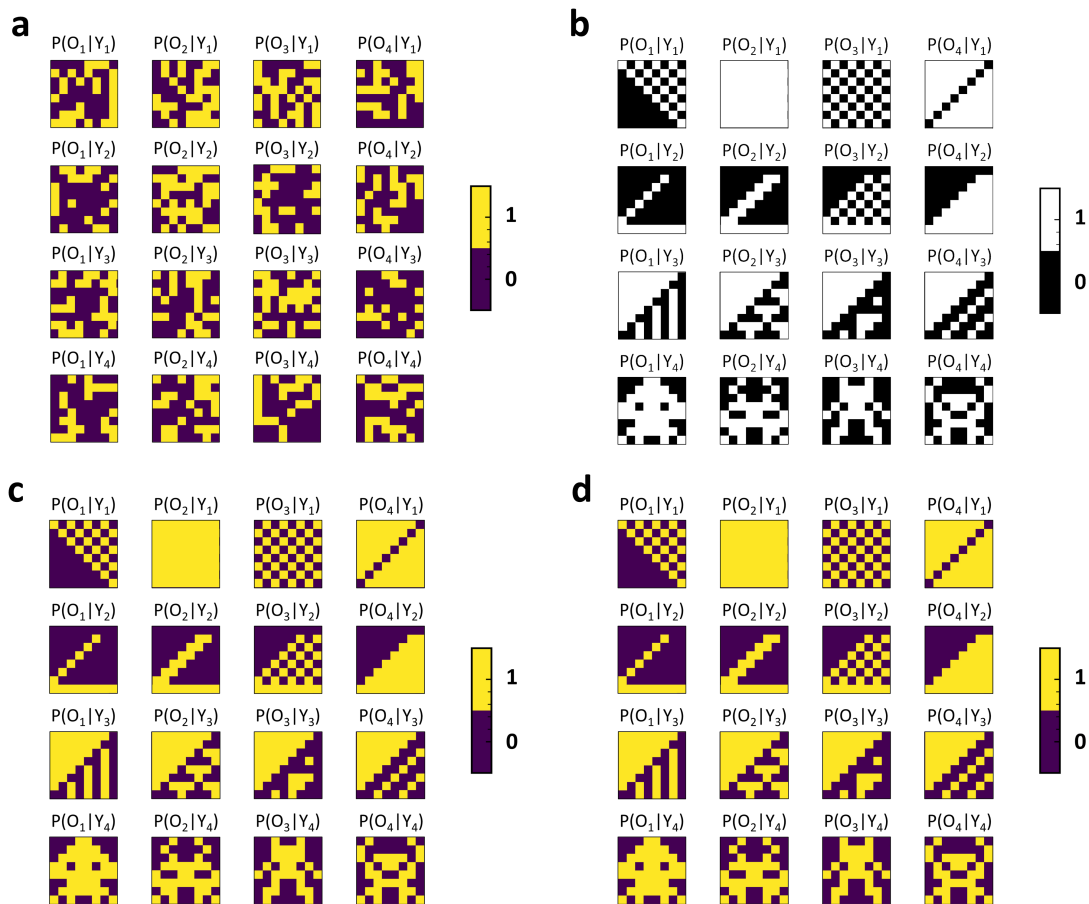 a
P(O₁|Y₁) P(O₂|Y₁) P(O₃|Y₁) P(O₄|Y₁)
P(O₁|Y₂) P(O₂|Y₂) P(O₃|Y₂) P(O₄|Y₂)
P(O₁|Y₃) P(O₂|Y₃) P(O₃|Y₃) P(O₄|Y₃)
P(O₁|Y₄) P(O₂|Y₄) P(O₃|Y₄) P(O₄|Y₄)
1
0
b
P(O₁|Y₁) P(O₂|Y₁) P(O₃|Y₁) P(O₄|Y₁)
P(O₁|Y₂) P(O₂|Y₂) P(O₃|Y₂) P(O₄|Y₂)
P(O₁|Y₃) P(O₂|Y₃) P(O₃|Y₃) P(O₄|Y₃)
P(O₁|Y₄) P(O₂|Y₄) P(O₃|Y₄) P(O₄|Y₄)
1
0
c
P(O₁|Y₁) P(O₂|Y₁) P(O₃|Y₁) P(O₄|Y₁)
P(O₁|Y₂) P(O₂|Y₂) P(O₃|Y₂) P(O₄|Y₂)
P(O₁|Y₃) P(O₂|Y₃) P(O₃|Y₃) P(O₄|Y₃)
P(O₁|Y₄) P(O₂|Y₄) P(O₃|Y₄) P(O₄|Y₄)
1
0
d
P(O₁|Y₁) P(O₂|Y₁) P(O₃|Y₁) P(O₄|Y₁)
P(O₁|Y₂) P(O₂|Y₂) P(O₃|Y₂) P(O₄|Y₂)
P(O₁|Y₃) P(O₂|Y₃) P(O₃|Y₃) P(O₄|Y₃)
P(O₁|Y₄) P(O₂|Y₄) P(O₃|Y₄) P(O₄|Y₄)
1
0